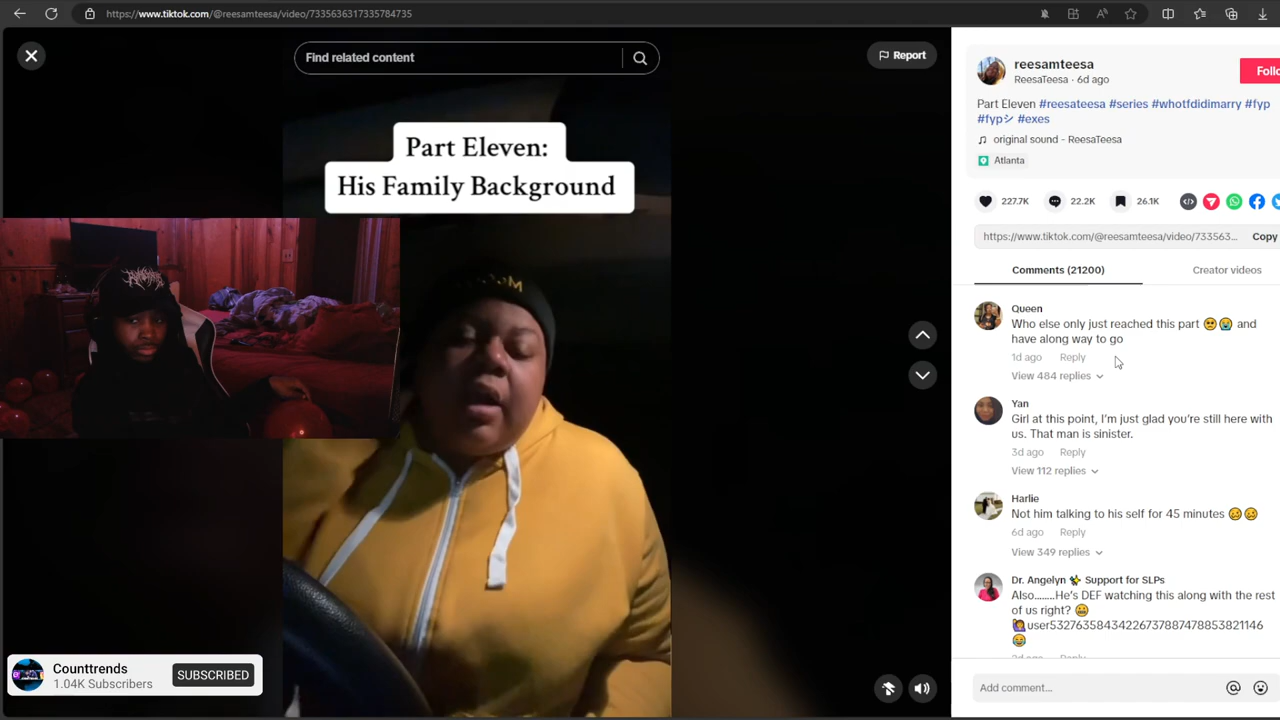 https://www.tiktok.com/@reesamteesa/video/7335636317335784735
Find related content
Report
Part Eleven:
His Family Background
Counttrends
1.04K Subscribers
SUBSCRIBED
reesamteesa
ReesaTeesa · 6d ago
Follo
Part Eleven #reesateesa #series #whotfdidimarry #fyp
#fypシ #exes
original sound - ReesaTeesa
Atlanta
227.7K
22.2K
26.1K
https://www.tiktok.com/@reesamteesa/video/733563...
Copy
Comments (21200)
Creator videos
Queen
Who else only just reached this part 🥺😭 and
have along way to go
1d ago Reply
View 484 replies
Yan
Girl at this point, I'm just glad you're still here with
us. That man is sinister.
3d ago Reply
View 112 replies
Harlie
Not him talking to his self for 45 minutes 😖😖
6d ago Reply
View 349 replies
Dr. Angelyn ✨ Support for SLPs
Also........He's DEF watching this along with the rest
of us right? 😬
🙋‍♀️user53276358434226737887478853821146
😂
Add comment...